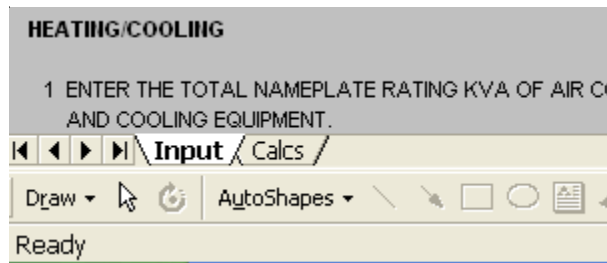 HEATING/COOLING
1 ENTER THE TOTAL NAMEPLATE RATING KVA OF AIR
AND COOLING EQUIPMENT.
Input Calcs
Draw AutoShapes
Ready